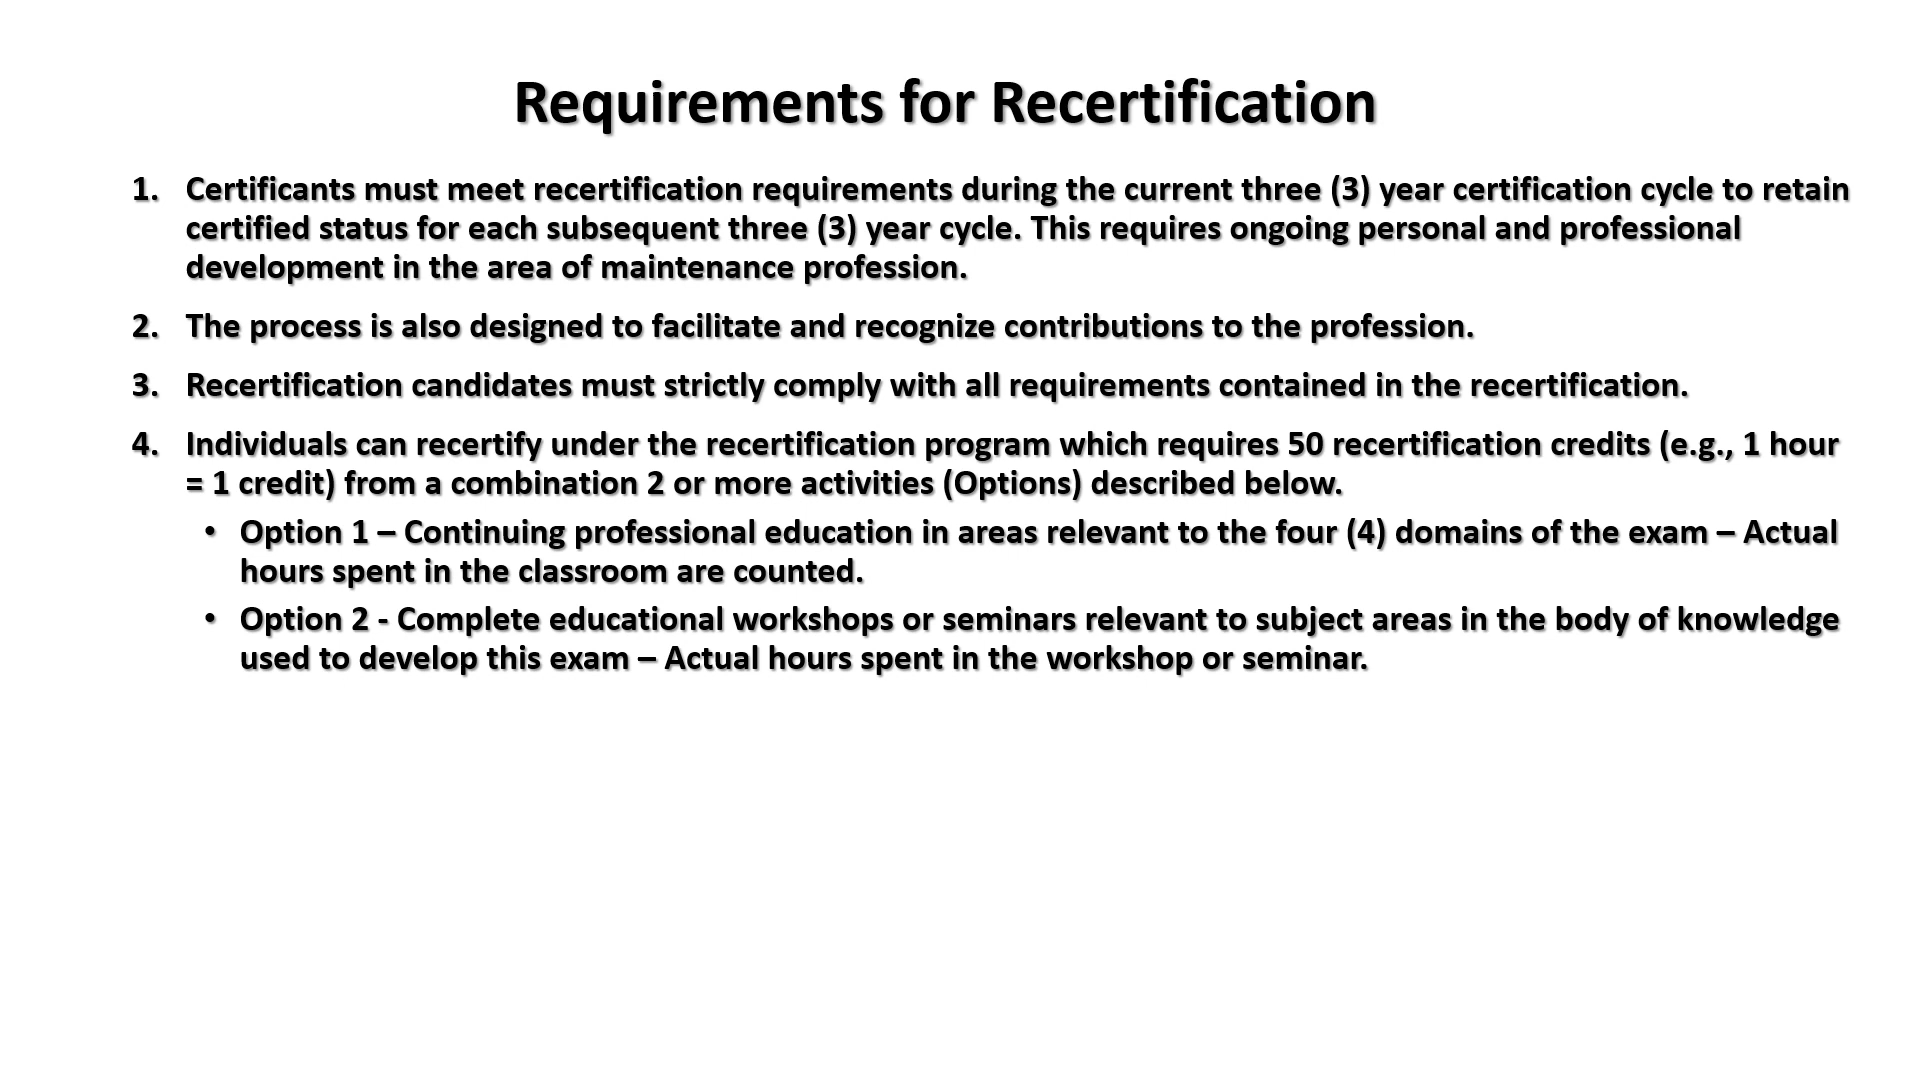 Requirements for Recertification
1. Certificants must meet recertification requirements during the current three (3) year certification cycle to retain
certified status for each subsequent three (3) year cycle. This requires ongoing personal and professional
development in the area of maintenance profession.
2. The process is also designed to facilitate and recognize contributions to the profession.
3. Recertification candidates must strictly comply with all requirements contained in the recertification.
4. Individuals can recertify under the recertification program which requires 50 recertification credits (e.g., 1 hour
= 1 credit) from a combination 2 or more activities (Options) described below.
• Option 1 – Continuing professional education in areas relevant to the four (4) domains of the exam – Actual
hours spent in the classroom are counted.
• Option 2 - Complete educational workshops or seminars relevant to subject areas in the body of knowledge
used to develop this exam – Actual hours spent in the workshop or seminar.